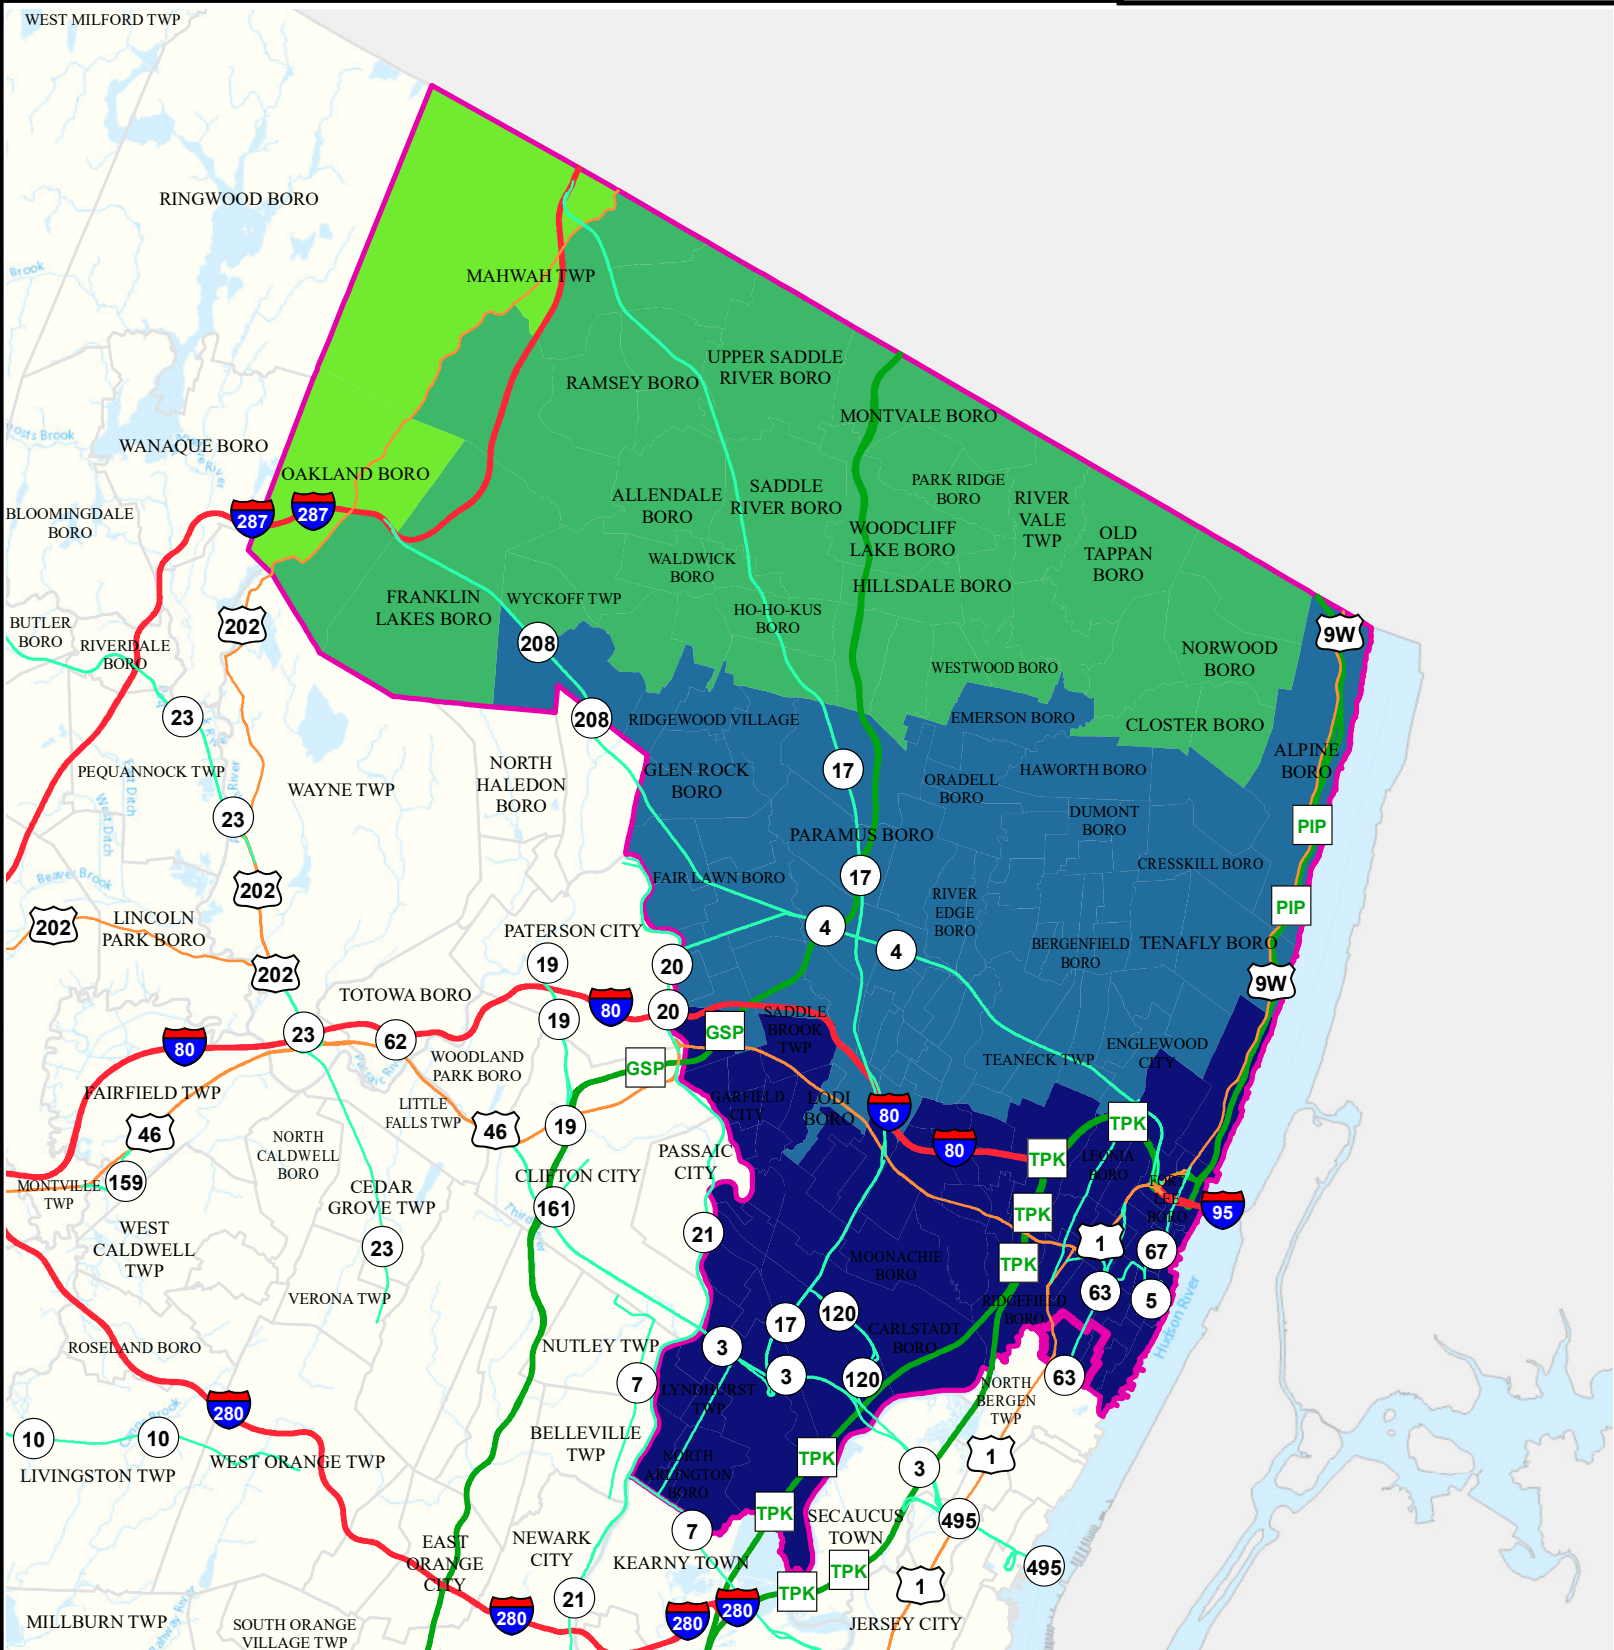 WEST MILFORD TWP
RINGWOOD BORO
Brook
MAHWAH TWP
UPPER SADDLE
RIVER BORO
RAMSEY BORO
MONTVALE BORO
WANAQUE BORO
OAKLAND BORO
287
287
BLOOMINGDALE
BORO
ALLENDALE
BORO
SADDLE
RIVER BORO
PARK RIDGE
BORO
RIVER
VALE
TWP
WOODCLIFF
LAKE BORO
OLD
TAPPAN
BORO
WALDWICK
BORO
HILLSDALE BORO
FRANKLIN
LAKES BORO
WYCKOFF TWP
HO-HO-KUS
BORO
BUTLER
BORO
RIVERDALE
BORO
202
208
9W
NORWOOD
BORO
WESTWOOD BORO
23
208
RIDGEWOOD VILLAGE
EMERSON BORO
CLOSTER BORO
ALPINE
BORO
PEQUANNOCK TWP
WAYNE TWP
NORTH
HALEDON
BORO
GLEN ROCK
BORO
17
ORADELL
BORO
HAWORTH BORO
DUMONT
BORO
West Ditch
23
PARAMUS BORO
PIP
CRESSKILL BORO
Beaver Brook
202
FAIR LAWN BORO
17
RIVER
EDGE
BORO
PIP
202
LINCOLN
PARK BORO
PATERSON CITY
4
4
BERGENFIELD
BORO
TENAFLY BORO
202
19
20
9W
TOTOWA BORO
80
20
23
62
19
GSP
SADDLE
BROOK
TWP
80
WOODLAND
PARK BORO
GSP
TEANECK TWP
ENGLEWOOD
CITY
FAIRFIELD TWP
LITTLE
FALLS TWP
GARFIELD
CITY
LODI
BORO
80
46
46
19
TPK
NORTH
CALDWELL
BORO
PASSAIC
CITY
80
TPK
LEONIA
BORO
159
MONTVILLE
TWP
CLIFTON CITY
161
CEDAR
GROVE TWP
FORT
LEE
BORO
95
TPK
WEST
CALDWELL
TWP
23
21
MOONACHIE
BORO
TPK
1
67
VERONA TWP
63
5
RIDGEFIELD
BORO
Hudson River
ROSELAND BORO
NUTLEY TWP
3
17
120
CARLSTADT
BORO
3
120
63
7
LYNDHURST
TWP
NORTH
BERGEN
TWP
280
10
10
BELLEVILLE
TWP
LIVINGSTON TWP
WEST ORANGE TWP
NORTH
ARLINGTON
BORO
TPK
3
1
TPK
SECAUCUS
TOWN
495
7
EAST
ORANGE
CITY
NEWARK
CITY
KEARNY TOWN
TPK
495
21
TPK
1
280
280
280
MILLBURN TWP
SOUTH ORANGE
VILLAGE TWP
JERSEY CITY